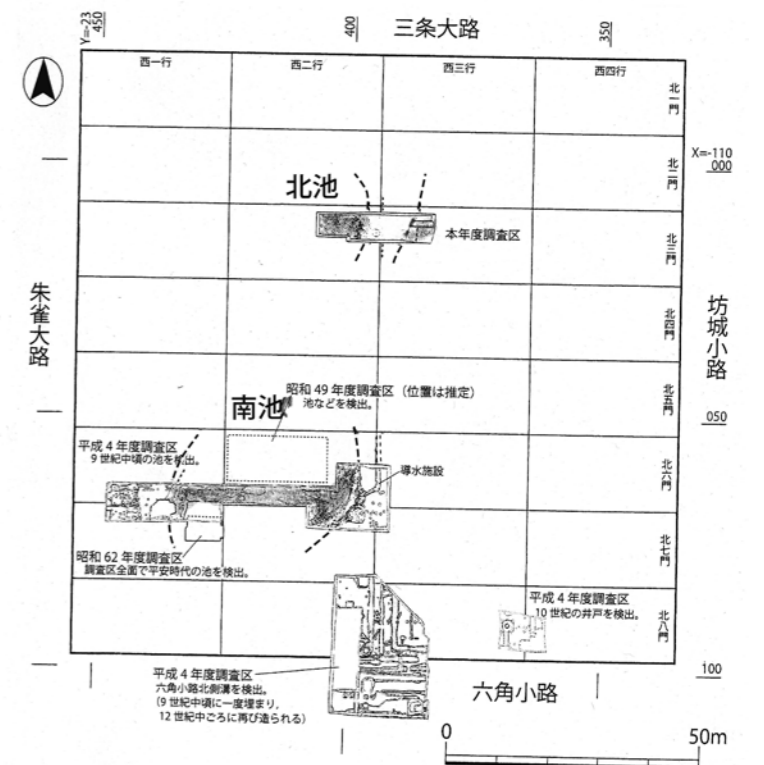 三条大路
Y=-23
450
400
350
西一行
西二行
西三行
西四行
北一門
X=-110
000
北二門
北池
本年度調査区
北三門
朱雀大路
北四門
坊城小路
昭和49年度調査区（位置は推定）
池などを検出。
南池
北五門
050
平成4年度調査区
9世紀中頃の池を検出。
導水施設
北六門
北七門
昭和62年度調査区
調査区全面で平安時代の池を検出。
平成4年度調査区
10世紀の井戸を検出。
北八門
平成4年度調査区
六角小路北側溝を検出。
（9世紀中頃に一度埋まり、
12世紀中ごろに再び造られる）
六角小路
100
0
50m